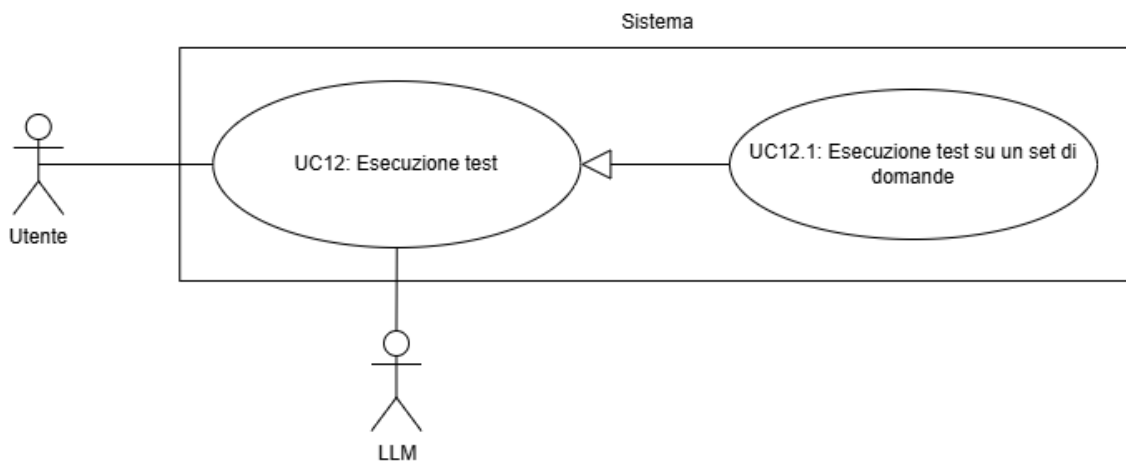 Sistema
UC12: Esecuzione test
UC12.1: Esecuzione test su un set di
domande
Utente
LLM